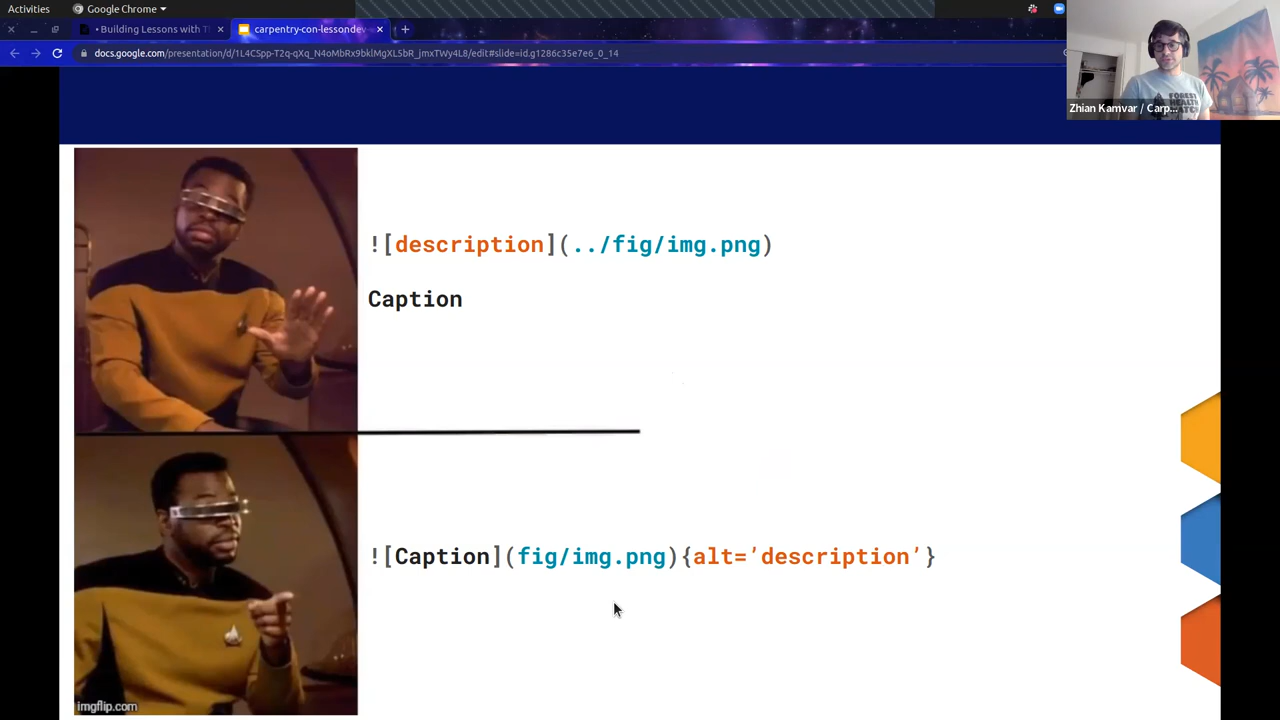 Activities
Google Chrome
• Building Lessons with T
carpentry-con-lessondev
docs.google.com/presentation/d/1L4CSpp-T2q-qXq_N4oMbRx9bklMgXL5bR_jmxTWy4L8/edit#slide=id.g1286c35e7e6_0_14
Zhian Kamvar / Carp...
![description](../fig/img.png)
Caption
![Caption](fig/img.png){alt=’description’}
imgflip.com